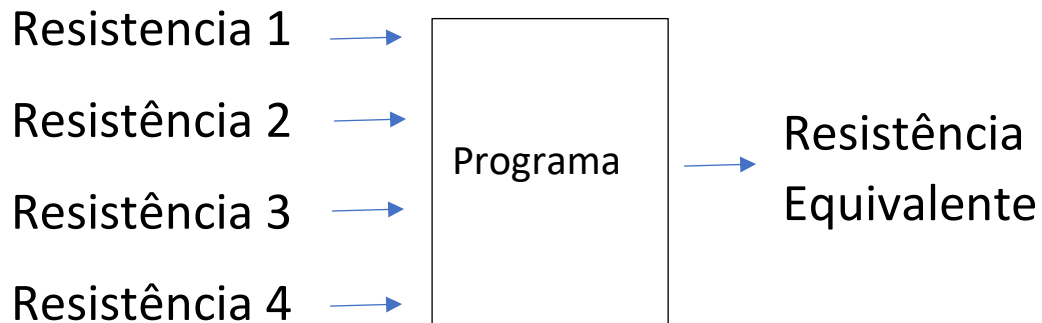 Resistencia 1
Resistência 2
Resistência 3
Resistência 4
Programa
Resistência
Equivalente